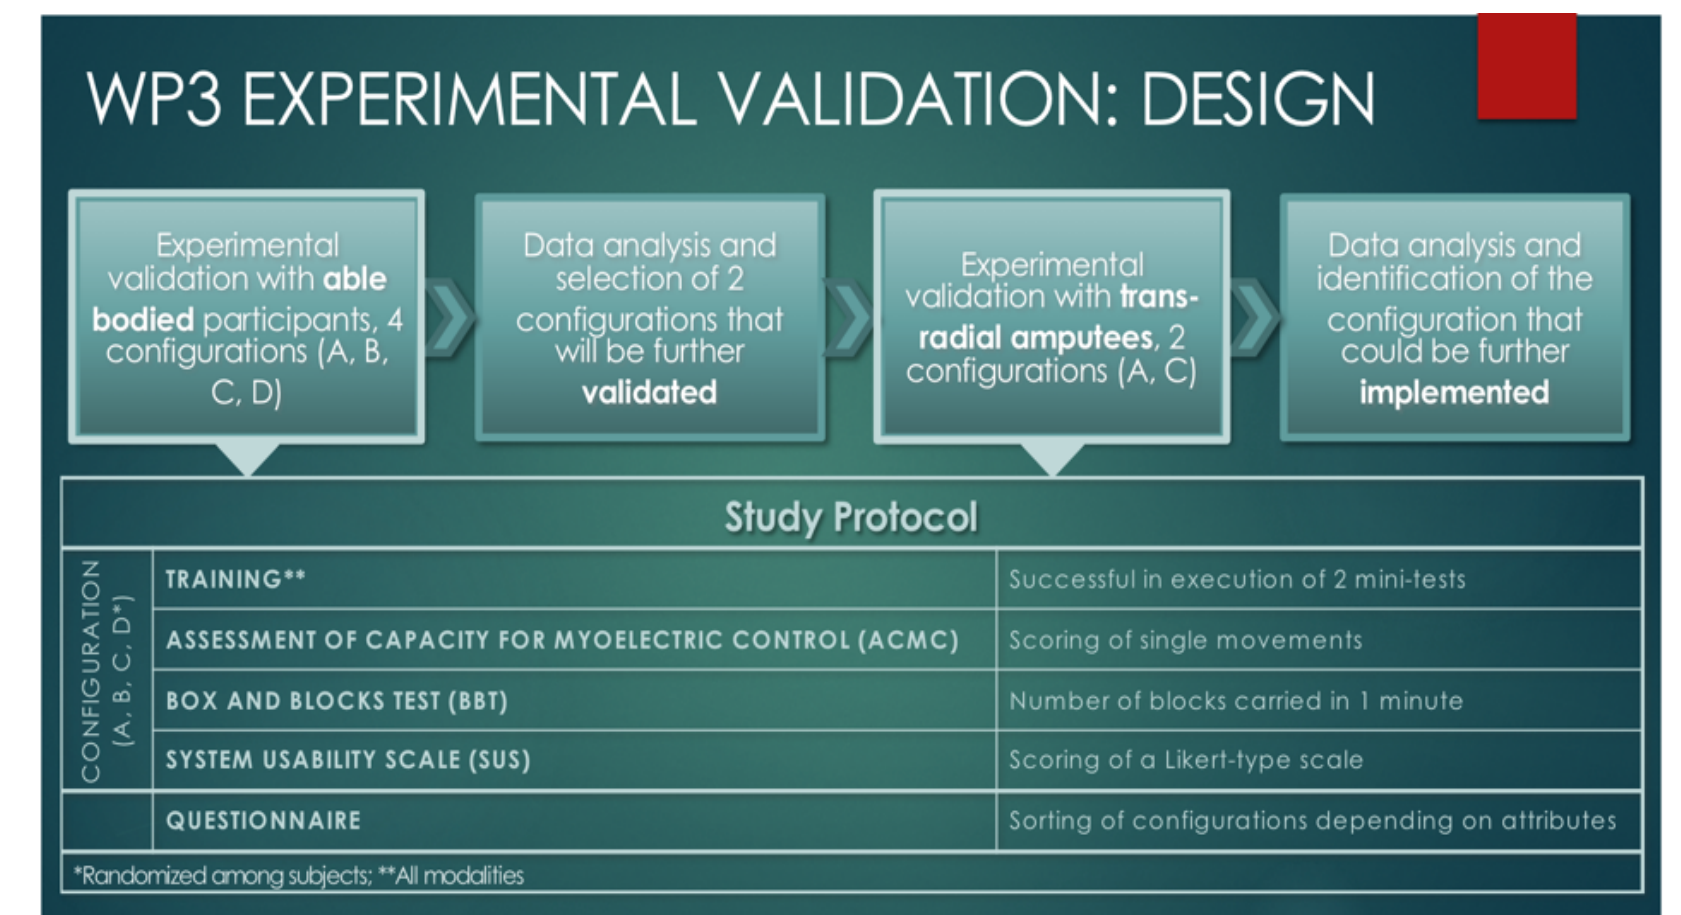 WP3 EXPERIMENTAL VALIDATION: DESIGN
Experimental
validation with able
bodied participants, 4
configurations (A, B,
C, D)
Data analysis and
selection of 2
configurations that
will be further
validated
Experimental
validation with trans-
radial amputees, 2
configurations (A, C)
Data analysis and
identification of the
configuration that
could be further
implemented
Study Protocol
CONFIGURATION
(A, B, C, D*)
TRAINING**
Successful in execution of 2 mini-tests
ASSESSMENT OF CAPACITY FOR MYOELECTRIC CONTROL (ACMC)
Scoring of single movements
BOX AND BLOCKS TEST (BBT)
Number of blocks carried in 1 minute
SYSTEM USABILITY SCALE (SUS)
Scoring of a Likert-type scale
QUESTIONNAIRE
Sorting of configurations depending on attributes
*Randomized among subjects; **All modalities